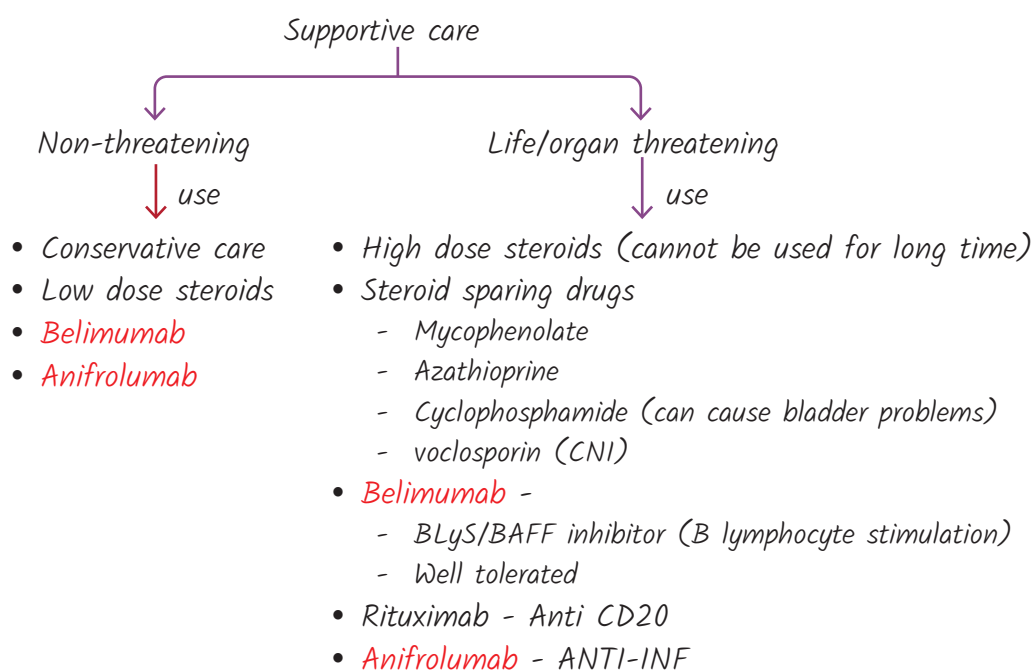 Supportive care
Non-threatening
use
• Conservative care
• Low dose steroids
• Belimumab
• Anifrolumab
Life/organ threatening
use
• High dose steroids (cannot be used for long time)
• Steroid sparing drugs
- Mycophenolate
- Azathioprine
- Cyclophosphamide (can cause bladder problems)
- voclosporin (CNI)
• Belimumab -
- BLyS/BAFF inhibitor (B lymphocyte stimulation)
- Well tolerated
• Rituximab - Anti CD20
• Anifrolumab - ANTI-INF